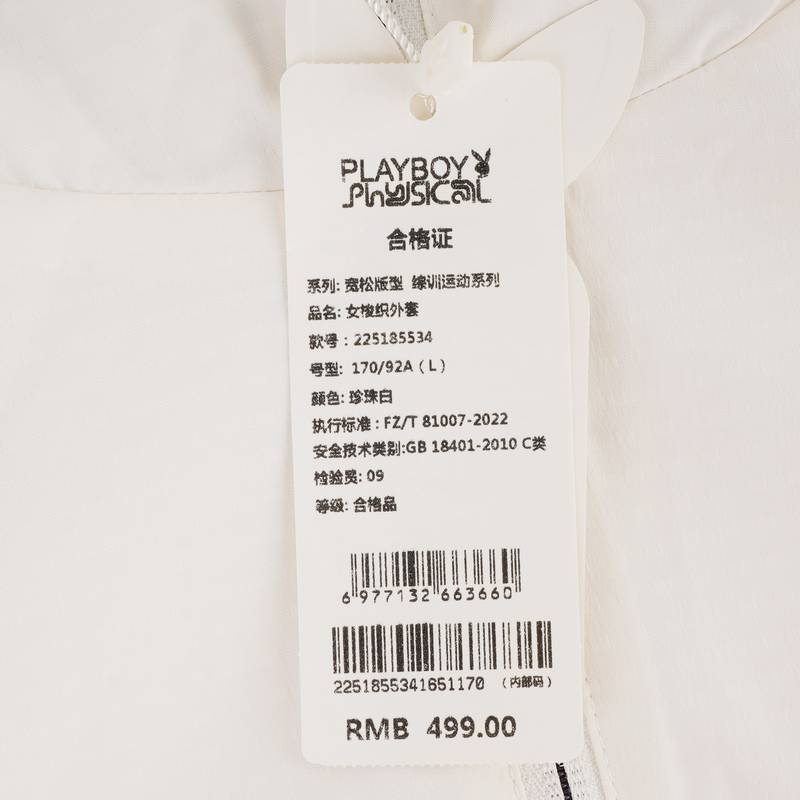 PLAYBOY
PhYSICAL
合格证
系列: 宽松版型 综训运动系列
品名: 女梭织外套
款号: 225185534
号型: 170/92A(L)
颜色: 珍珠白
执行标准: FZ/T 81007-2022
安全技术类别:GB 18401-2010 C类
检验员: 09
等级: 合格品
6 977132 663660
2251855341651170 (内部码)
RMB 499.00